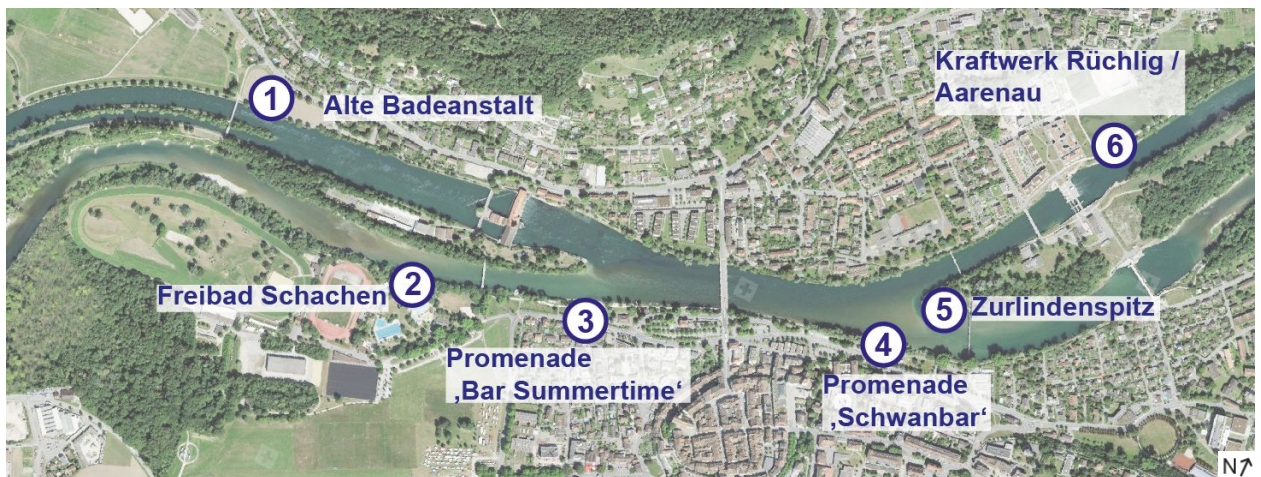 1
Alte Badeanstalt
Kraftwerk Rüchlig /
Aarenau
6
Freibad Schachen
2
3
Promenade
‚Bar Summertime‘
5
Zurlindenspitz
4
Promenade
‚Schwanbar‘
N